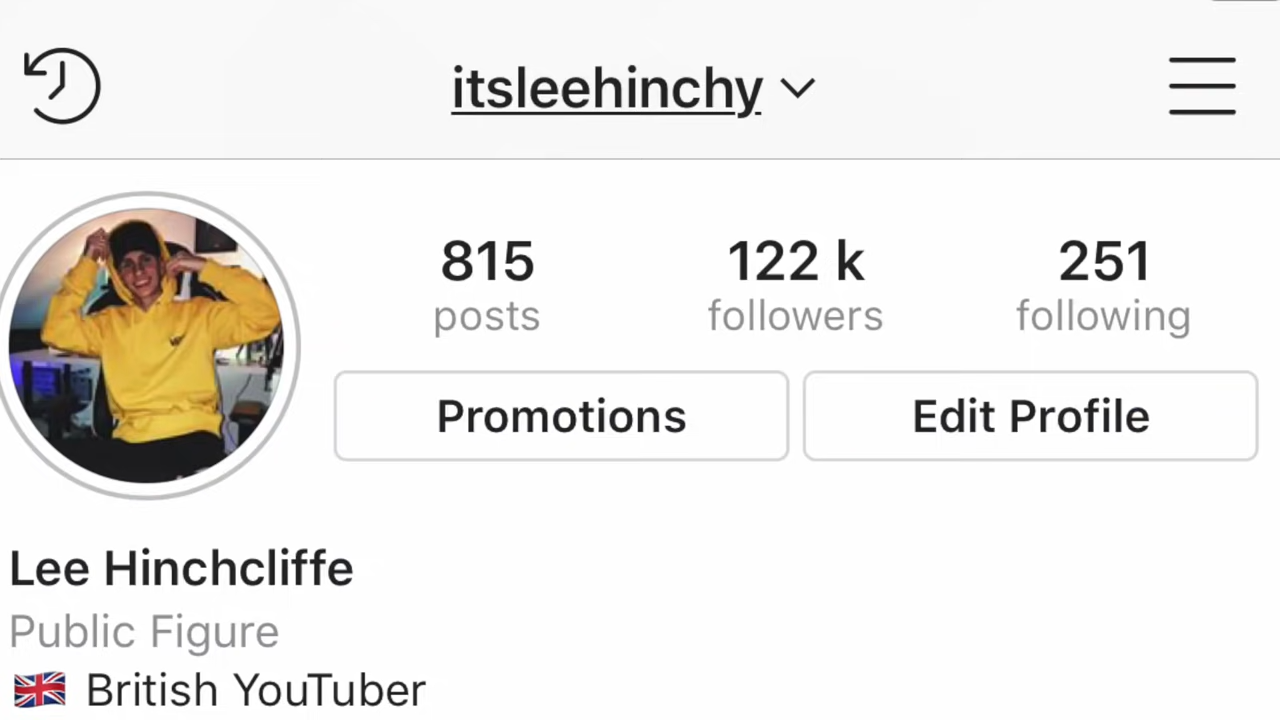 itsleehinchy
815 122 k 251
posts followers following
Promotions Edit Profile
Lee Hinchcliffe
Public Figure
🇬🇧 British YouTuber